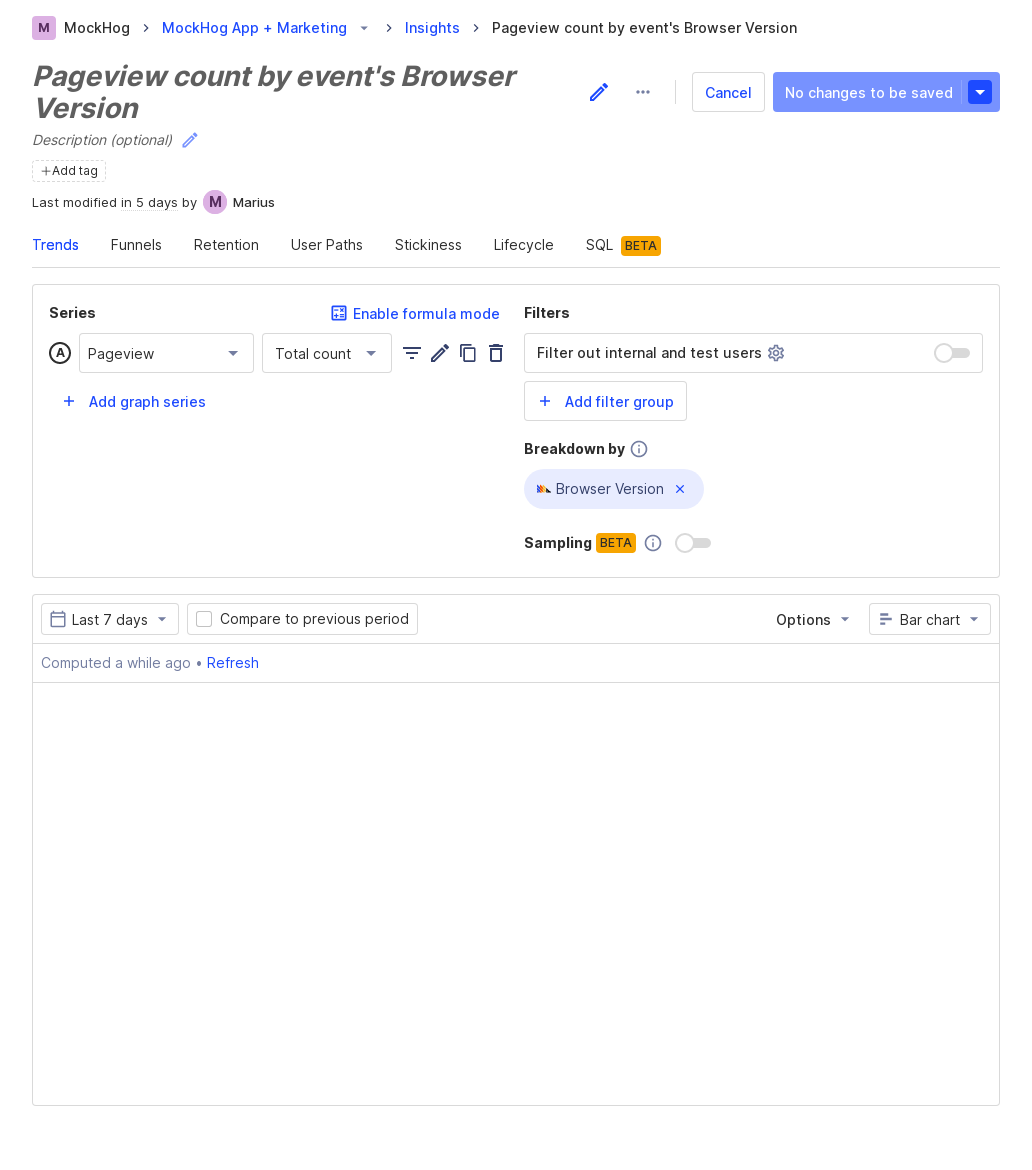 M MockHog > MockHog App + Marketing > Insights > Pageview count by event's Browser Version
Pageview count by event's Browser
Version
Cancel
No changes to be saved
Description (optional)
Add tag
Last modified in 5 days by M Marius
Trends Funnels Retention User Paths Stickiness Lifecycle SQL BETA
Series
Enable formula mode
A Pageview Total count
Add graph series
Filters
Filter out internal and test users
Add filter group
Breakdown by
Browser Version
Sampling BETA
Last 7 days Compare to previous period Options Bar chart
Computed a while ago • Refresh